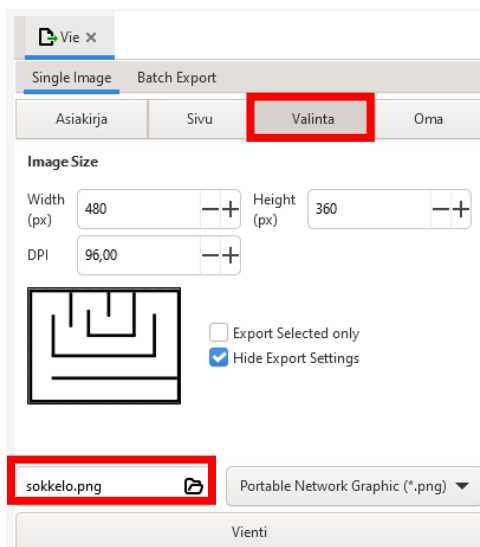 Vie ×
Single Image Batch Export
Asiakirja Sivu Valinta Oma
Image Size
Width (px) 480 Height (px) 360
DPI 96,00
Export Selected only
Hide Export Settings
sokkelo.png Portable Network Graphic (*.png)
Vienti